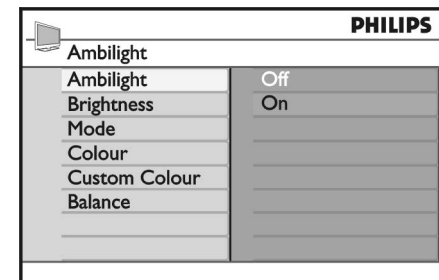 PHILIPS
Ambilight
Ambilight Off
Brightness On
Mode
Colour
Custom Colour
Balance